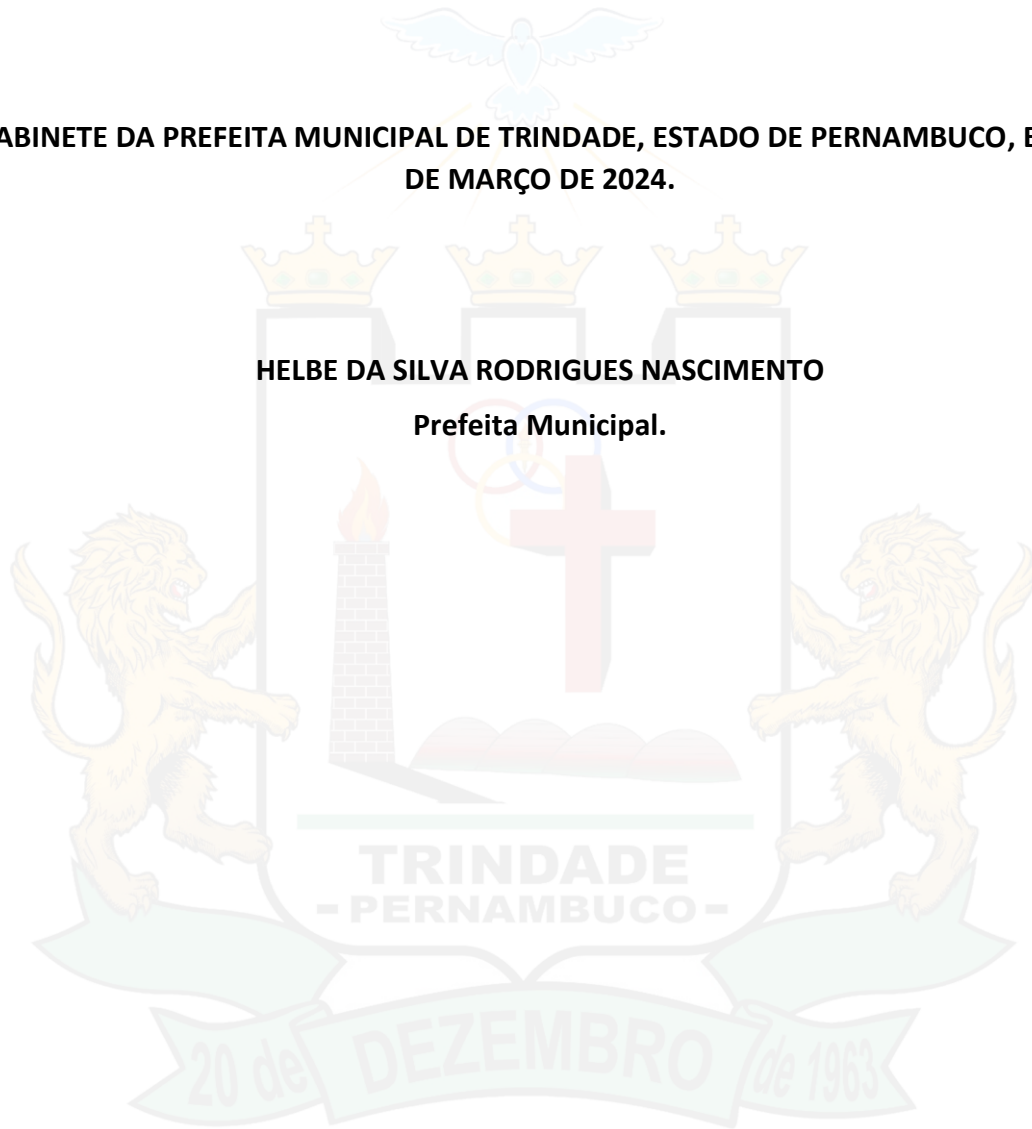 ABINETE DA PREFEITA MUNICIPAL DE TRINDADE, ESTADO DE PERNAMBUCO, E
DE MARÇO DE 2024.
HELBE DA SILVA RODRIGUES NASCIMENTO
Prefeita Municipal.
TRINDADE
- PERNAMBUCO -
20 de DEZEMBRO de 1963